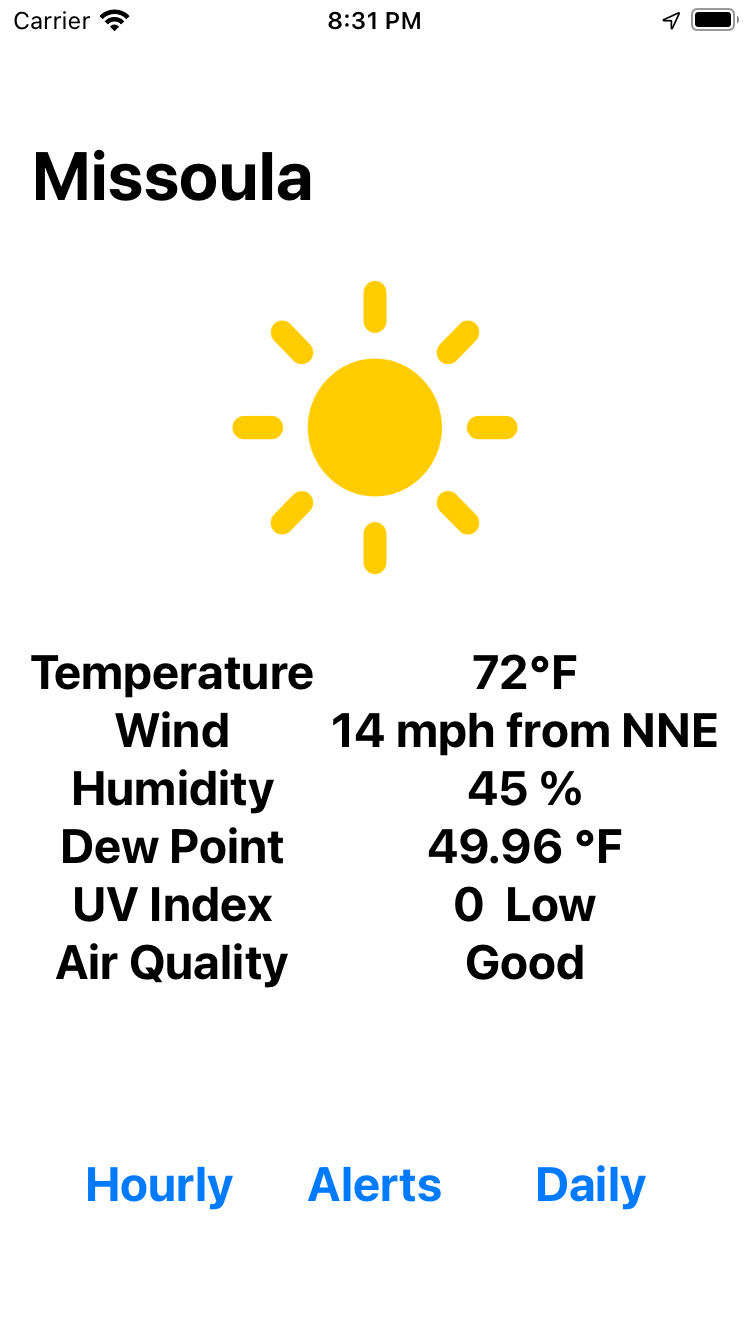 Carrier 8:31 PM
Missoula
Temperature 72°F
Wind 14 mph from NNE
Humidity 45 %
Dew Point 49.96 °F
UV Index 0 Low
Air Quality Good
Hourly Alerts Daily